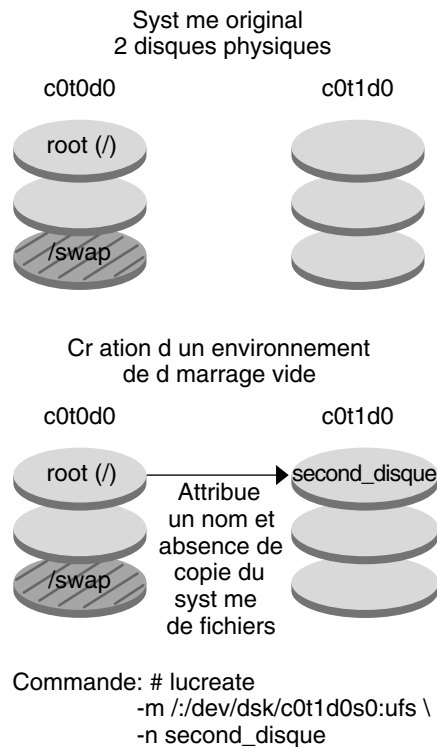 Syst me original
2 disques physiques
c0t0d0
c0t1d0
root (/)
/swap
Cr ation d un environnement
de d marrage vide
c0t0d0
c0t1d0
root (/)
second_disque
Attribue
un nom et
absence de
copie du
syst me
de fichiers
/swap
Commande: # lucreate
-m /:/dev/dsk/c0t1d0s0:ufs \
-n second_disque